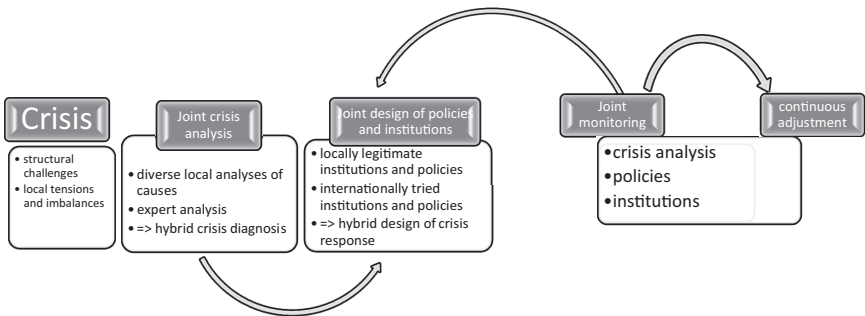 Crisis
• structural
challenges
• local tensions
and imbalances
Joint crisis
analysis
• diverse local analyses of
causes
• expert analysis
• => hybrid crisis diagnosis
Joint design of policies
and institutions
• locally legitimate
institutions and policies
• internationally tried
institutions and policies
• => hybrid design of crisis
response
Joint
monitoring
continuous
adjustment
•crisis analysis
•policies
•institutions